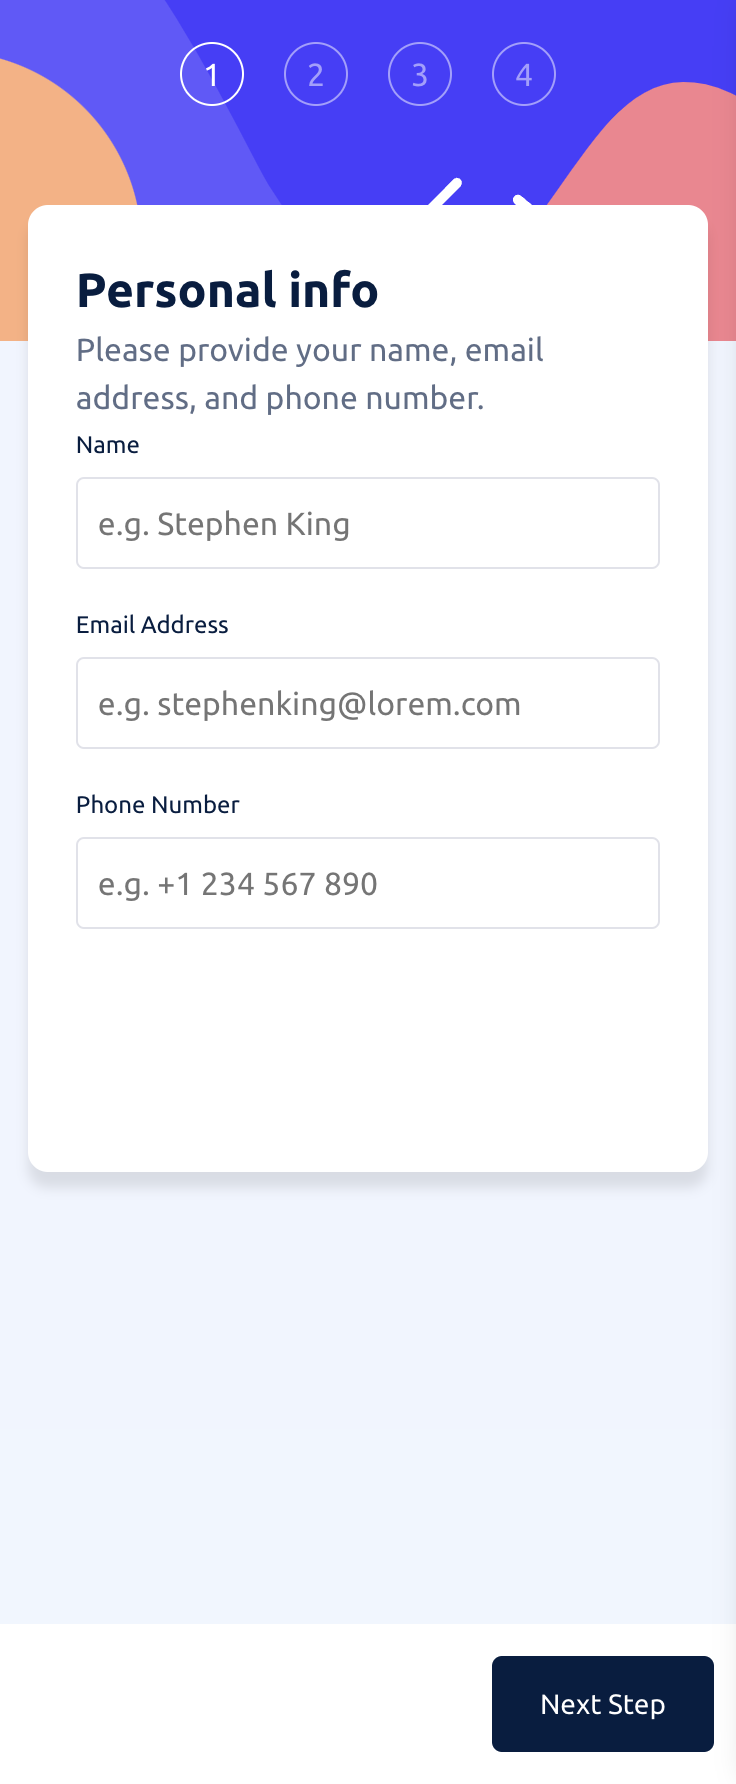 1 2 3 4
Personal info
Please provide your name, email
address, and phone number.
Name
e.g. Stephen King
Email Address
e.g. stephenking@lorem.com
Phone Number
e.g. +1 234 567 890
Next Step